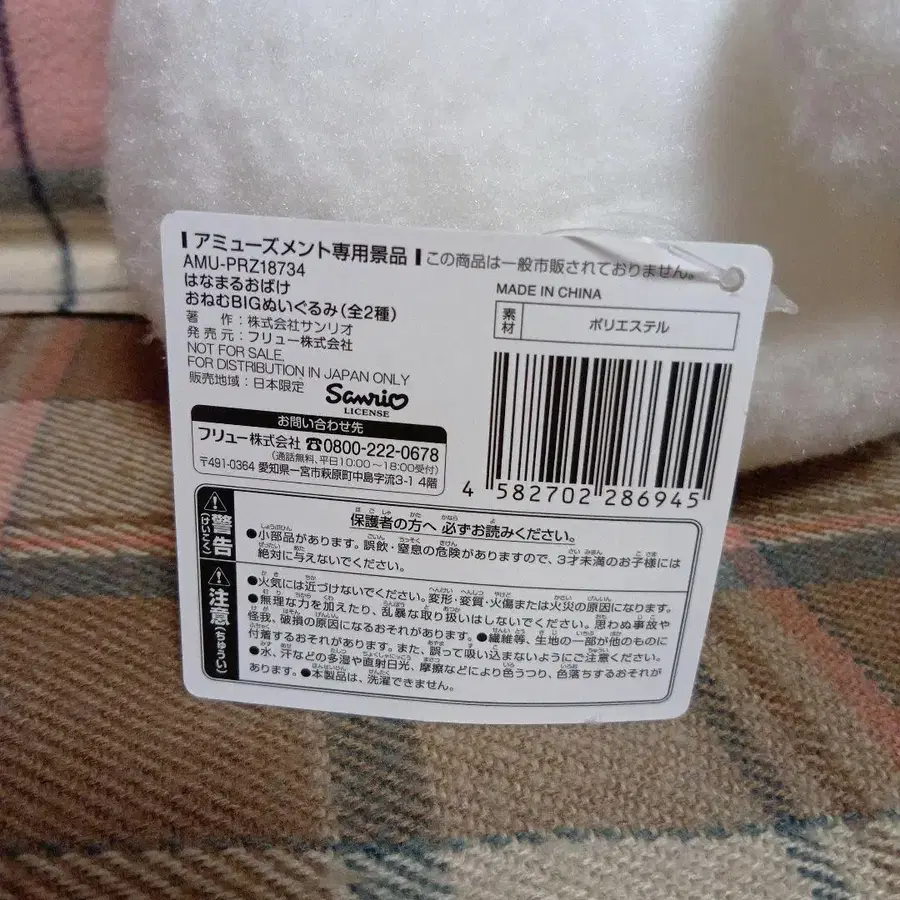 アミューズメント専用景品
この商品は一般市販されておりません。
AMU-PRZ18734
はなまるおばけ
おねむBIGぬいぐるみ(全2種)
著 作:株式会社サンリオ
発 売 元:フリュー株式会社
NOT FOR SALE.
FOR DISTRIBUTION IN JAPAN ONLY
販売地域:日本限定
Sanrio
LICENSE
MADE IN CHINA
素材 ポリエステル
4 582702 286945
お問い合わせ先
フリュー株式会社 ☎0800-222-0678
(通話無料、平日10:00～18:00受付)
〒491-0364 愛知県一宮市萩原町中島字流3-1 4階
警告(けいこく)
保護者の方へ 必ずお読みください。
●小部品があります。誤飲・窒息の危険がありますので、3才未満のお子様には
絶対に与えないでください。
注意(ちゅうい)
●火気には近づけないでください。変形・変質・火傷または火災の原因になります。
●無理な力を加えたり、乱暴な取り扱いはしないでください。思わぬ事故や
怪我、破損の原因になるおそれがあります。●繊維等、生地の一部が他のものに
付着するおそれがあります。また、誤って吸い込まないようにご注意ください。
●水、汗などの多湿や直射日光、摩擦などにより色うつり、色落ちするおそれが
あります。●本製品は、洗濯できません。